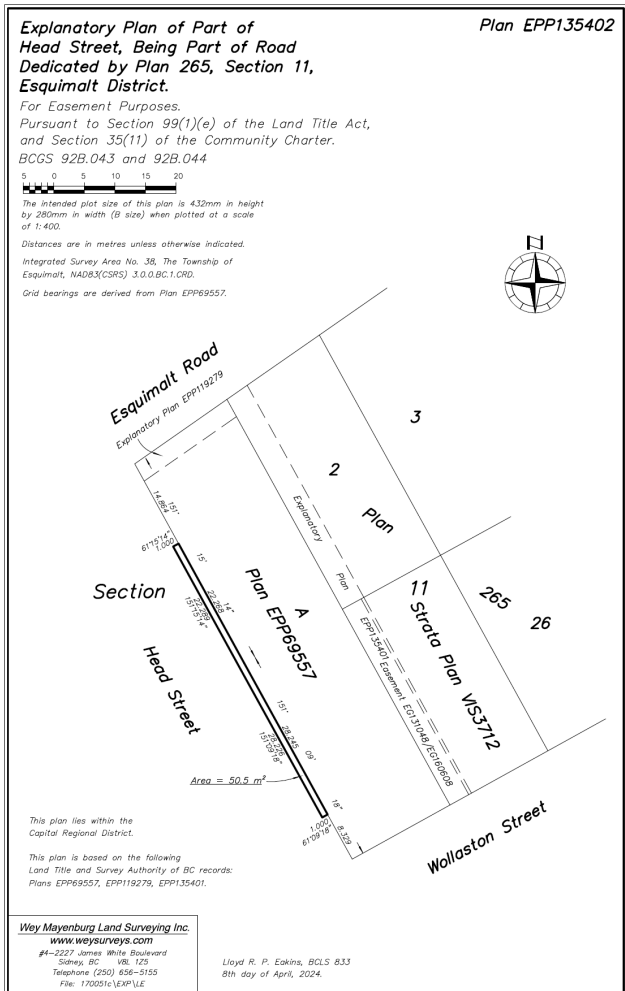 Explanatory Plan of Part of
Head Street, Being Part of Road
Dedicated by Plan 265, Section 11,
Esquimalt District.
Plan EPP135402
For Easement Purposes.
Pursuant to Section 99(1)(e) of the Land Title Act,
and Section 35(11) of the Community Charter.
BCGS 92B.043 and 92B.044
5 0 5 10 15 20
The intended plot size of this plan is 432mm in height
by 280mm in width (B size) when plotted at a scale
of 1:400.
Distances are in metres unless otherwise indicated.
Integrated Survey Area No. 38, The Township of
Esquimalt, NAD83(CSRS) 3.0.0.BC.1.CRD.
Grid bearings are derived from Plan EPP69557.
N
Esquimalt Road
Explanatory Plan EPP119279
3
2
Plan
Explanatory
Plan
EPP135401
Easement EG131048/EG160608
14.864
151°
61°15'14"
1.000
15'
22.268
14"
22.289
151°15'14"
Section
A
Plan EPP69557
11
Strata Plan VIS3712
265
26
Head Street
151°
28.245
09'
28.226
151°09'18"
Area = 50.5 m²
18"
1.000
61°09'18"
8.329
Wollaston Street
This plan lies within the
Capital Regional District.
This plan is based on the following
Land Title and Survey Authority of BC records:
Plans EPP69557, EPP119279, EPP135401.
Wey Mayenburg Land Surveying Inc.
www.weysurveys.com
#4-2227 James White Boulevard
Sidney, BC V8L 1Z5
Telephone (250) 656-5155
File: 170051c\EXP\LE
Lloyd R. P. Eakins, BCLS 833
8th day of April, 2024.